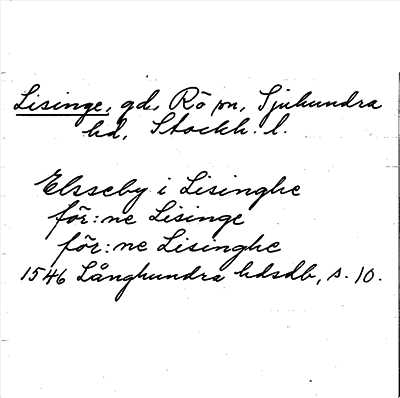 Lisinge, gd, Rö sn, Sjuhundra
hd, Stockh. l.
Elsseby i Lisinghe
för:ne Lisinge
för:ne Lisinghe
1546 Långhundra hdsdb, s. 10.